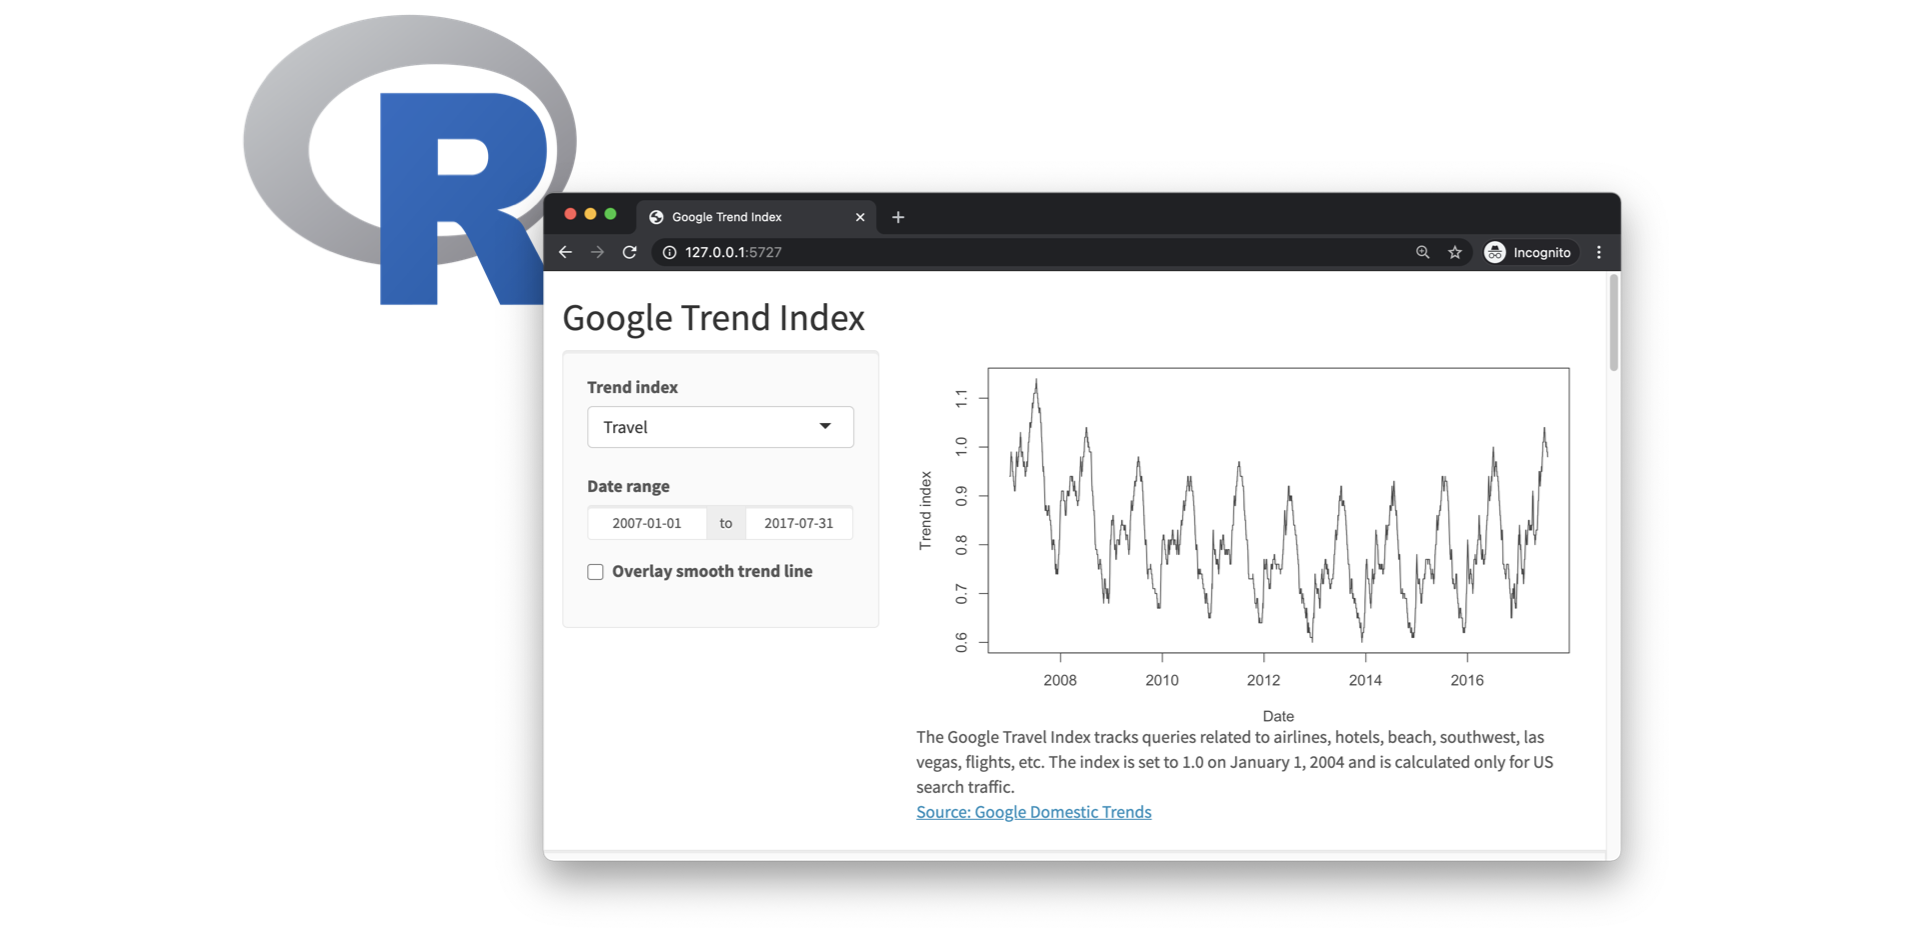 R
Google Trend Index
127.0.0.1:5727
Incognito
Google Trend Index
Trend index
Travel
Date range
2007-01-01 to 2017-07-31
Overlay smooth trend line
Trend index
1.1
1.0
0.9
0.8
0.7
0.6
2008 2010 2012 2014 2016
Date
The Google Travel Index tracks queries related to airlines, hotels, beach, southwest, las
vegas, flights, etc. The index is set to 1.0 on January 1, 2004 and is calculated only for US
search traffic.
Source: Google Domestic Trends